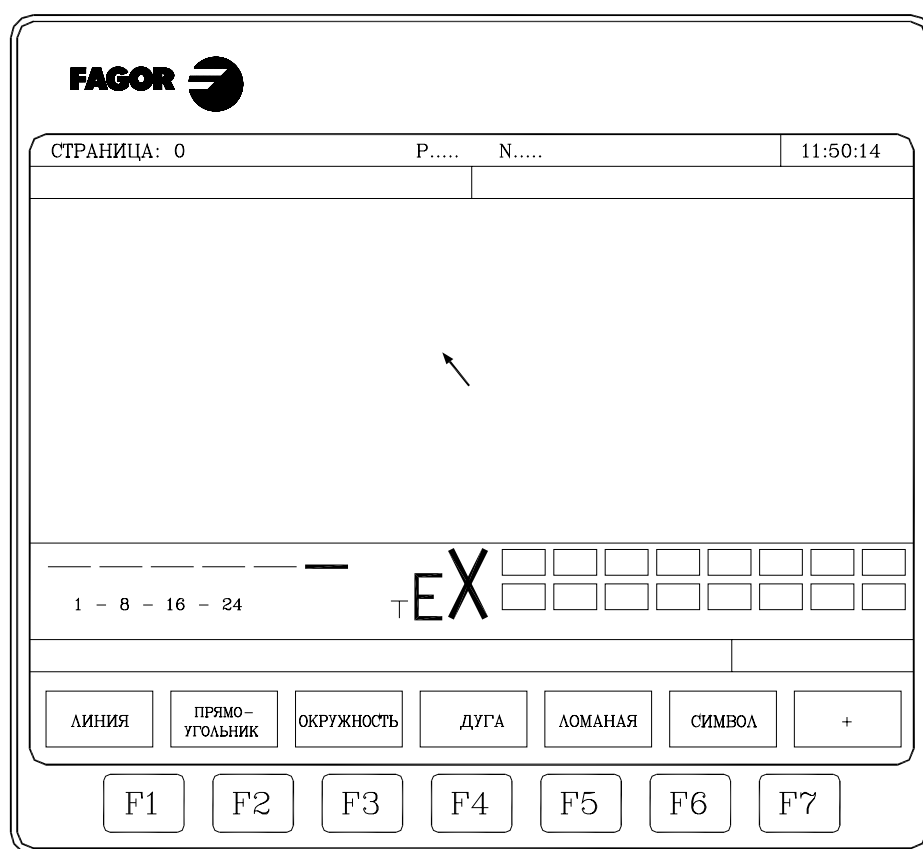 FAGOR
СТРАНИЦА: 0 P..... N..... 11:50:14
1 - 8 - 16 - 24 TEX
ЛИНИЯ ПРЯМО- УГОЛЬНИК ОКРУЖНОСТЬ ДУГА ЛОМАНАЯ СИМВОЛ +
F1 F2 F3 F4 F5 F6 F7